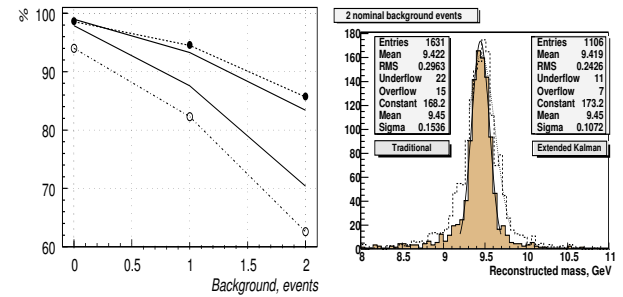 %
100
90
80
70
60
0
0.5
1
1.5
2
Background, events
2 nominal background events
180
160
140
120
100
80
60
40
20
0
Entries 1631
Mean 9.422
RMS 0.2963
Underflow 22
Overflow 15
Constant 168.2
Mean 9.45
Sigma 0.1536
Traditional
Entries 1106
Mean 9.419
RMS 0.2426
Underflow 11
Overflow 7
Constant 173.2
Mean 9.45
Sigma 0.1072
Extended Kalman
8
8.5
9
9.5
10
10.5
11
Reconstructed mass, GeV